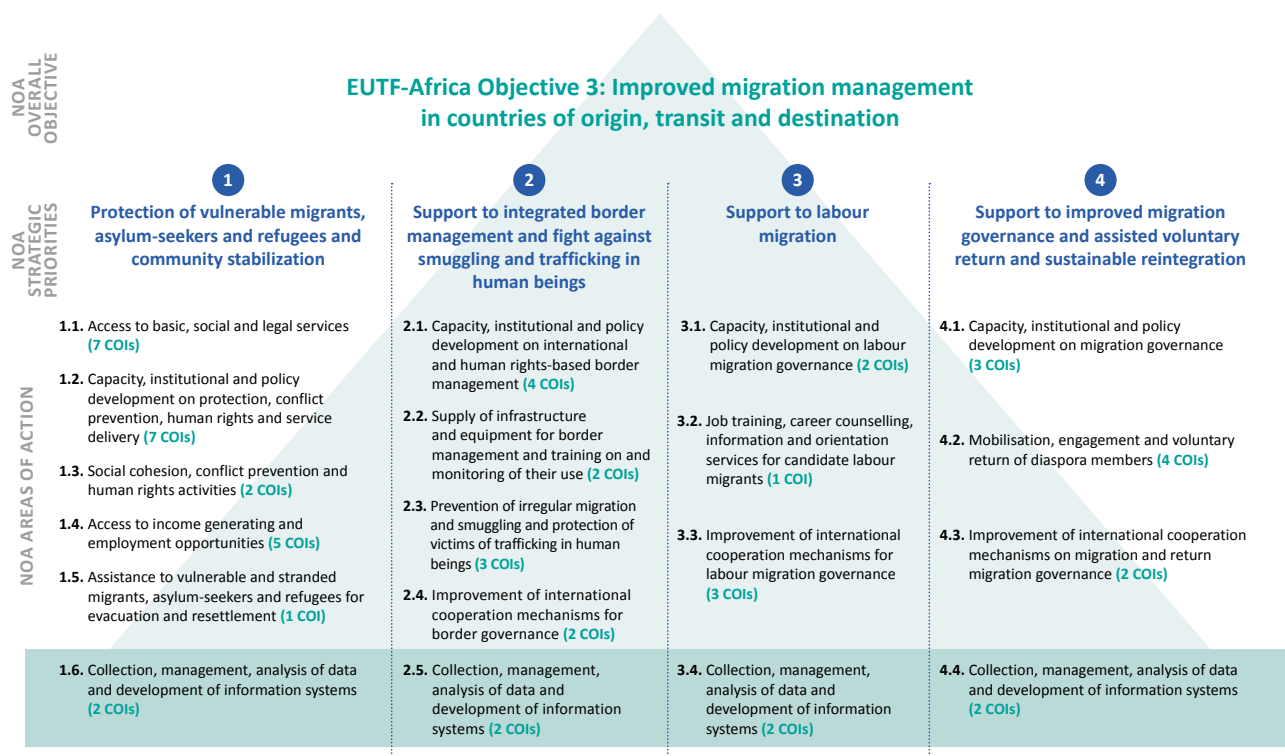 NOA
OVERALL
OBJECTIVE
EUTF-Africa Objective 3: Improved migration management
in countries of origin, transit and destination
NOA
STRATEGIC
PRIORITIES
1
Protection of vulnerable migrants,
asylum-seekers and refugees and
community stabilization
2
Support to integrated border
management and fight against
smuggling and trafficking in
human beings
3
Support to labour
migration
4
Support to improved migration
governance and assisted voluntary
return and sustainable reintegration
NOA AREAS OF ACTION
1.1. Access to basic, social and legal services
(7 COIs)
1.2. Capacity, institutional and policy
development on protection, conflict
prevention, human rights and service
delivery (7 COIs)
1.3. Social cohesion, conflict prevention and
human rights activities (2 COIs)
1.4. Access to income generating and
employment opportunities (5 COIs)
1.5. Assistance to vulnerable and stranded
migrants, asylum-seekers and refugees for
evacuation and resettlement (1 COI)
1.6. Collection, management, analysis of data
and development of information systems
(2 COIs)
2.1. Capacity, institutional and policy
development on international
and human rights-based border
management (4 COIs)
2.2. Supply of infrastructure
and equipment for border
management and training on and
monitoring of their use (2 COIs)
2.3. Prevention of irregular migration
and smuggling and protection of
victims of trafficking in human
beings (3 COIs)
2.4. Improvement of international
cooperation mechanisms for
border governance (2 COIs)
2.5. Collection, management,
analysis of data and
development of information
systems (2 COIs)
3.1. Capacity, institutional and
policy development on labour
migration governance (2 COIs)
3.2. Job training, career counselling,
information and orientation
services for candidate labour
migrants (1 COI)
3.3. Improvement of international
cooperation mechanisms for
labour migration governance
(3 COIs)
3.4. Collection, management,
analysis of data and
development of information
systems (2 COIs)
4.1. Capacity, institutional and policy
development on migration governance
(3 COIs)
4.2. Mobilisation, engagement and voluntary
return of diaspora members (4 COIs)
4.3. Improvement of international cooperation
mechanisms on migration and return
migration governance (2 COIs)
4.4. Collection, management, analysis of data
and development of information systems
(2 COIs)